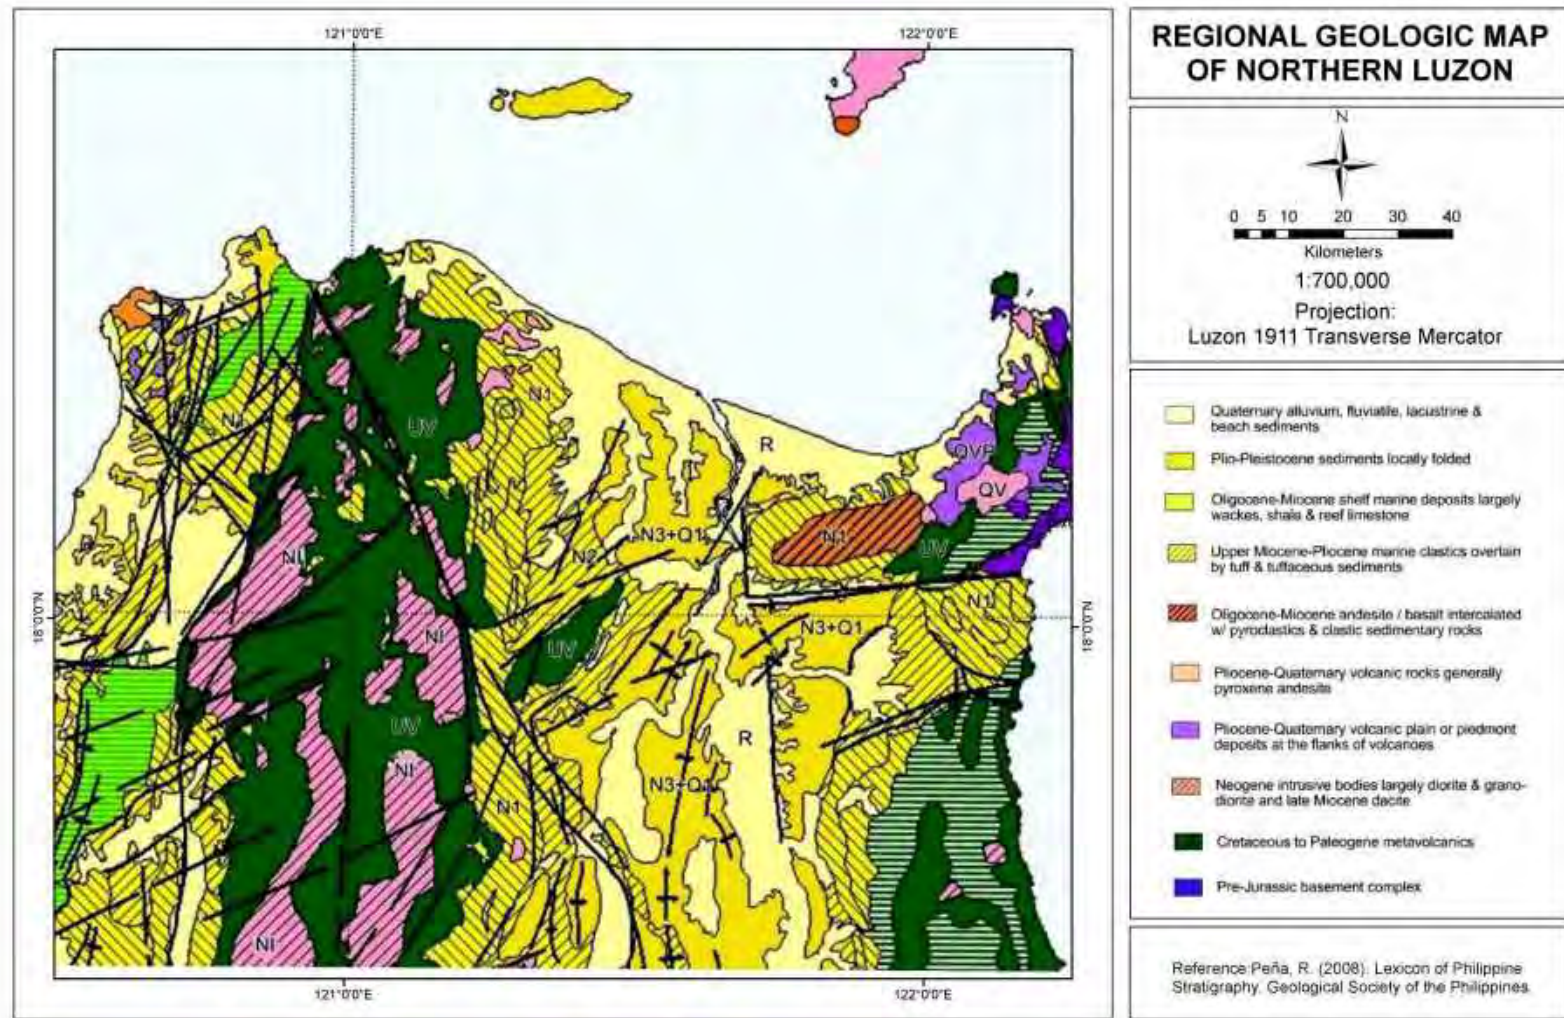 REGIONAL GEOLOGIC MAP
OF NORTHERN LUZON
N
0 5 10 20 30 40
Kilometers
1:700,000
Projection:
Luzon 1911 Transverse Mercator
Quaternary alluvium, fluviatile, lacustrine &
beach sediments
Plio-Pleistocene sediments locally folded
Oligocene-Miocene shelf marine deposits largely
wackes, shale & reef limestone
Upper Miocene-Pliocene marine clastics overlain
by tuff & tuffaceous sediments
Oligocene-Miocene andesite / basalt intercalated
w/ pyroclastics & clastic sedimentary rocks
Pliocene-Quaternary volcanic rocks generally
pyroxene andesite
Pliocene-Quaternary volcanic plain or piedmont
deposits at the flanks of volcanoes
Neogene intrusive bodies largely diorite & grano-
diorite and late Miocene dacite
Cretaceous to Paleogene metavolcanics
Pre-Jurassic basement complex
Reference:Peña, R. (2008). Lexicon of Philippine
Stratigraphy. Geological Society of the Philippines
121°0'0"E
122°0'0"E
18°0'0"N
18°0'0"N
121°0'0"E
122°0'0"E
N1
N1
UV
R
QVP
QV
R
NI
N2
N3+Q1
N1
UV
N1
NI
UV
N3+Q1
UV
R
NI
N3+Q1
N1
NI